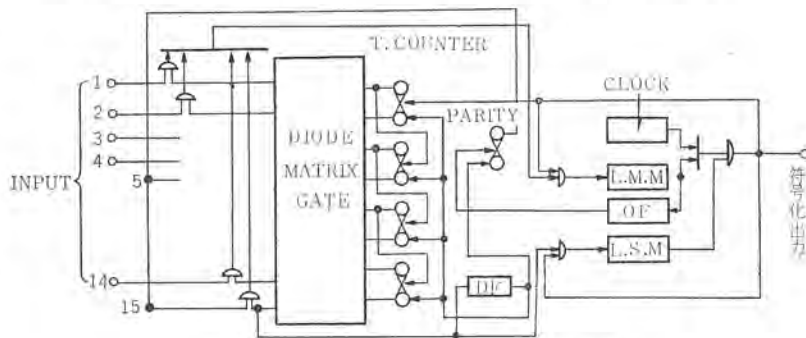 T. COUNTER
CLOCK
INPUT
1
2
3
4
5
14
15
DIODE
MATRIX
GATE
PARITY
L.M.M
OF
L.S.M
DF
符号化出力